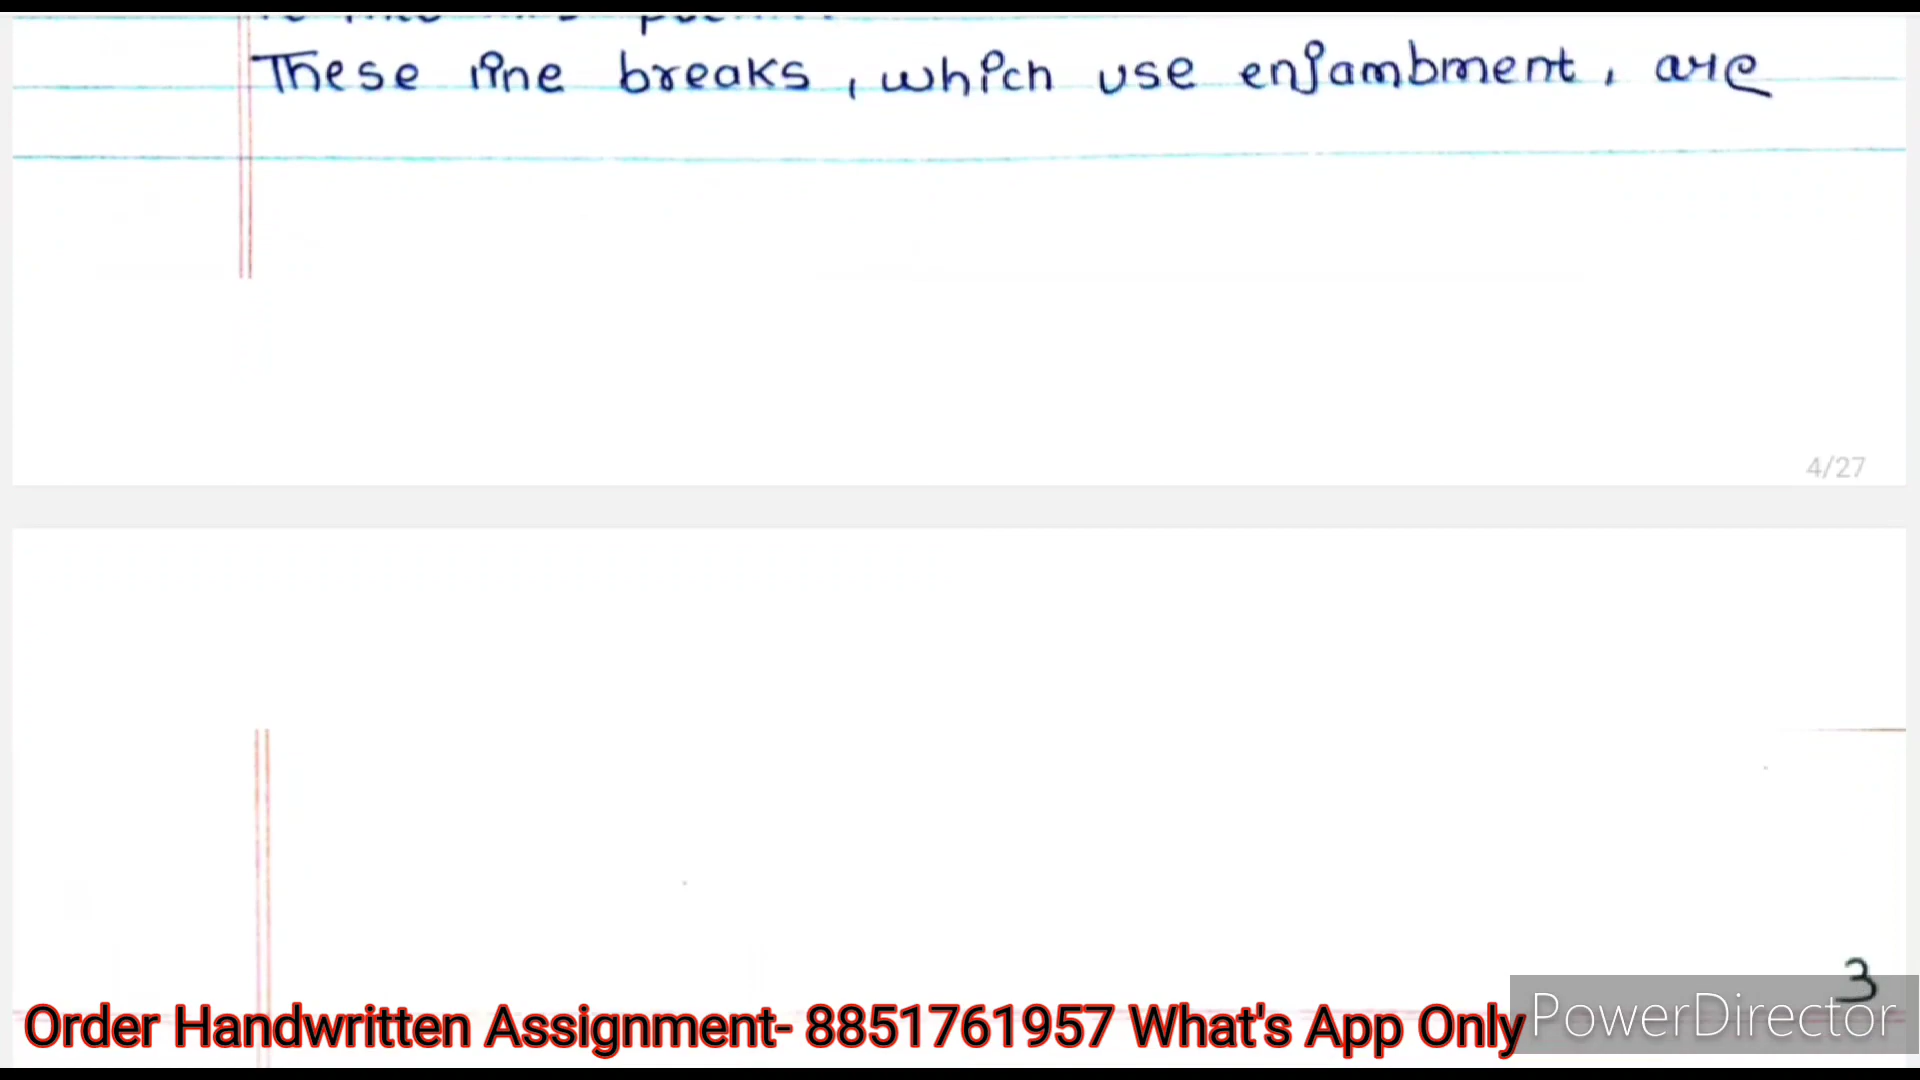 These line breaks, which use enjambment, are
4/27
3
Order Handwritten Assignment- 8851761957 What's App Only
PowerDirector